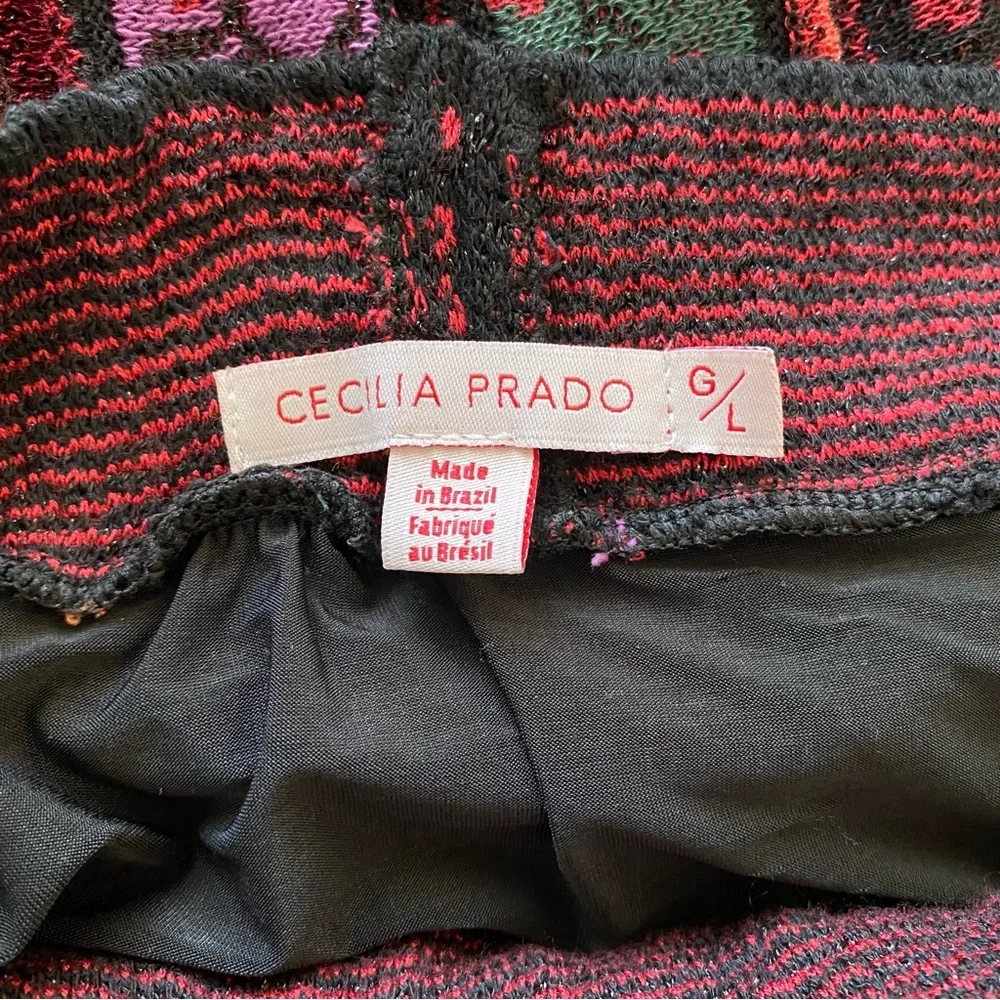 CECILIA PRADO
G/L
Made
in Brazil
Fabriqué
au Brésil